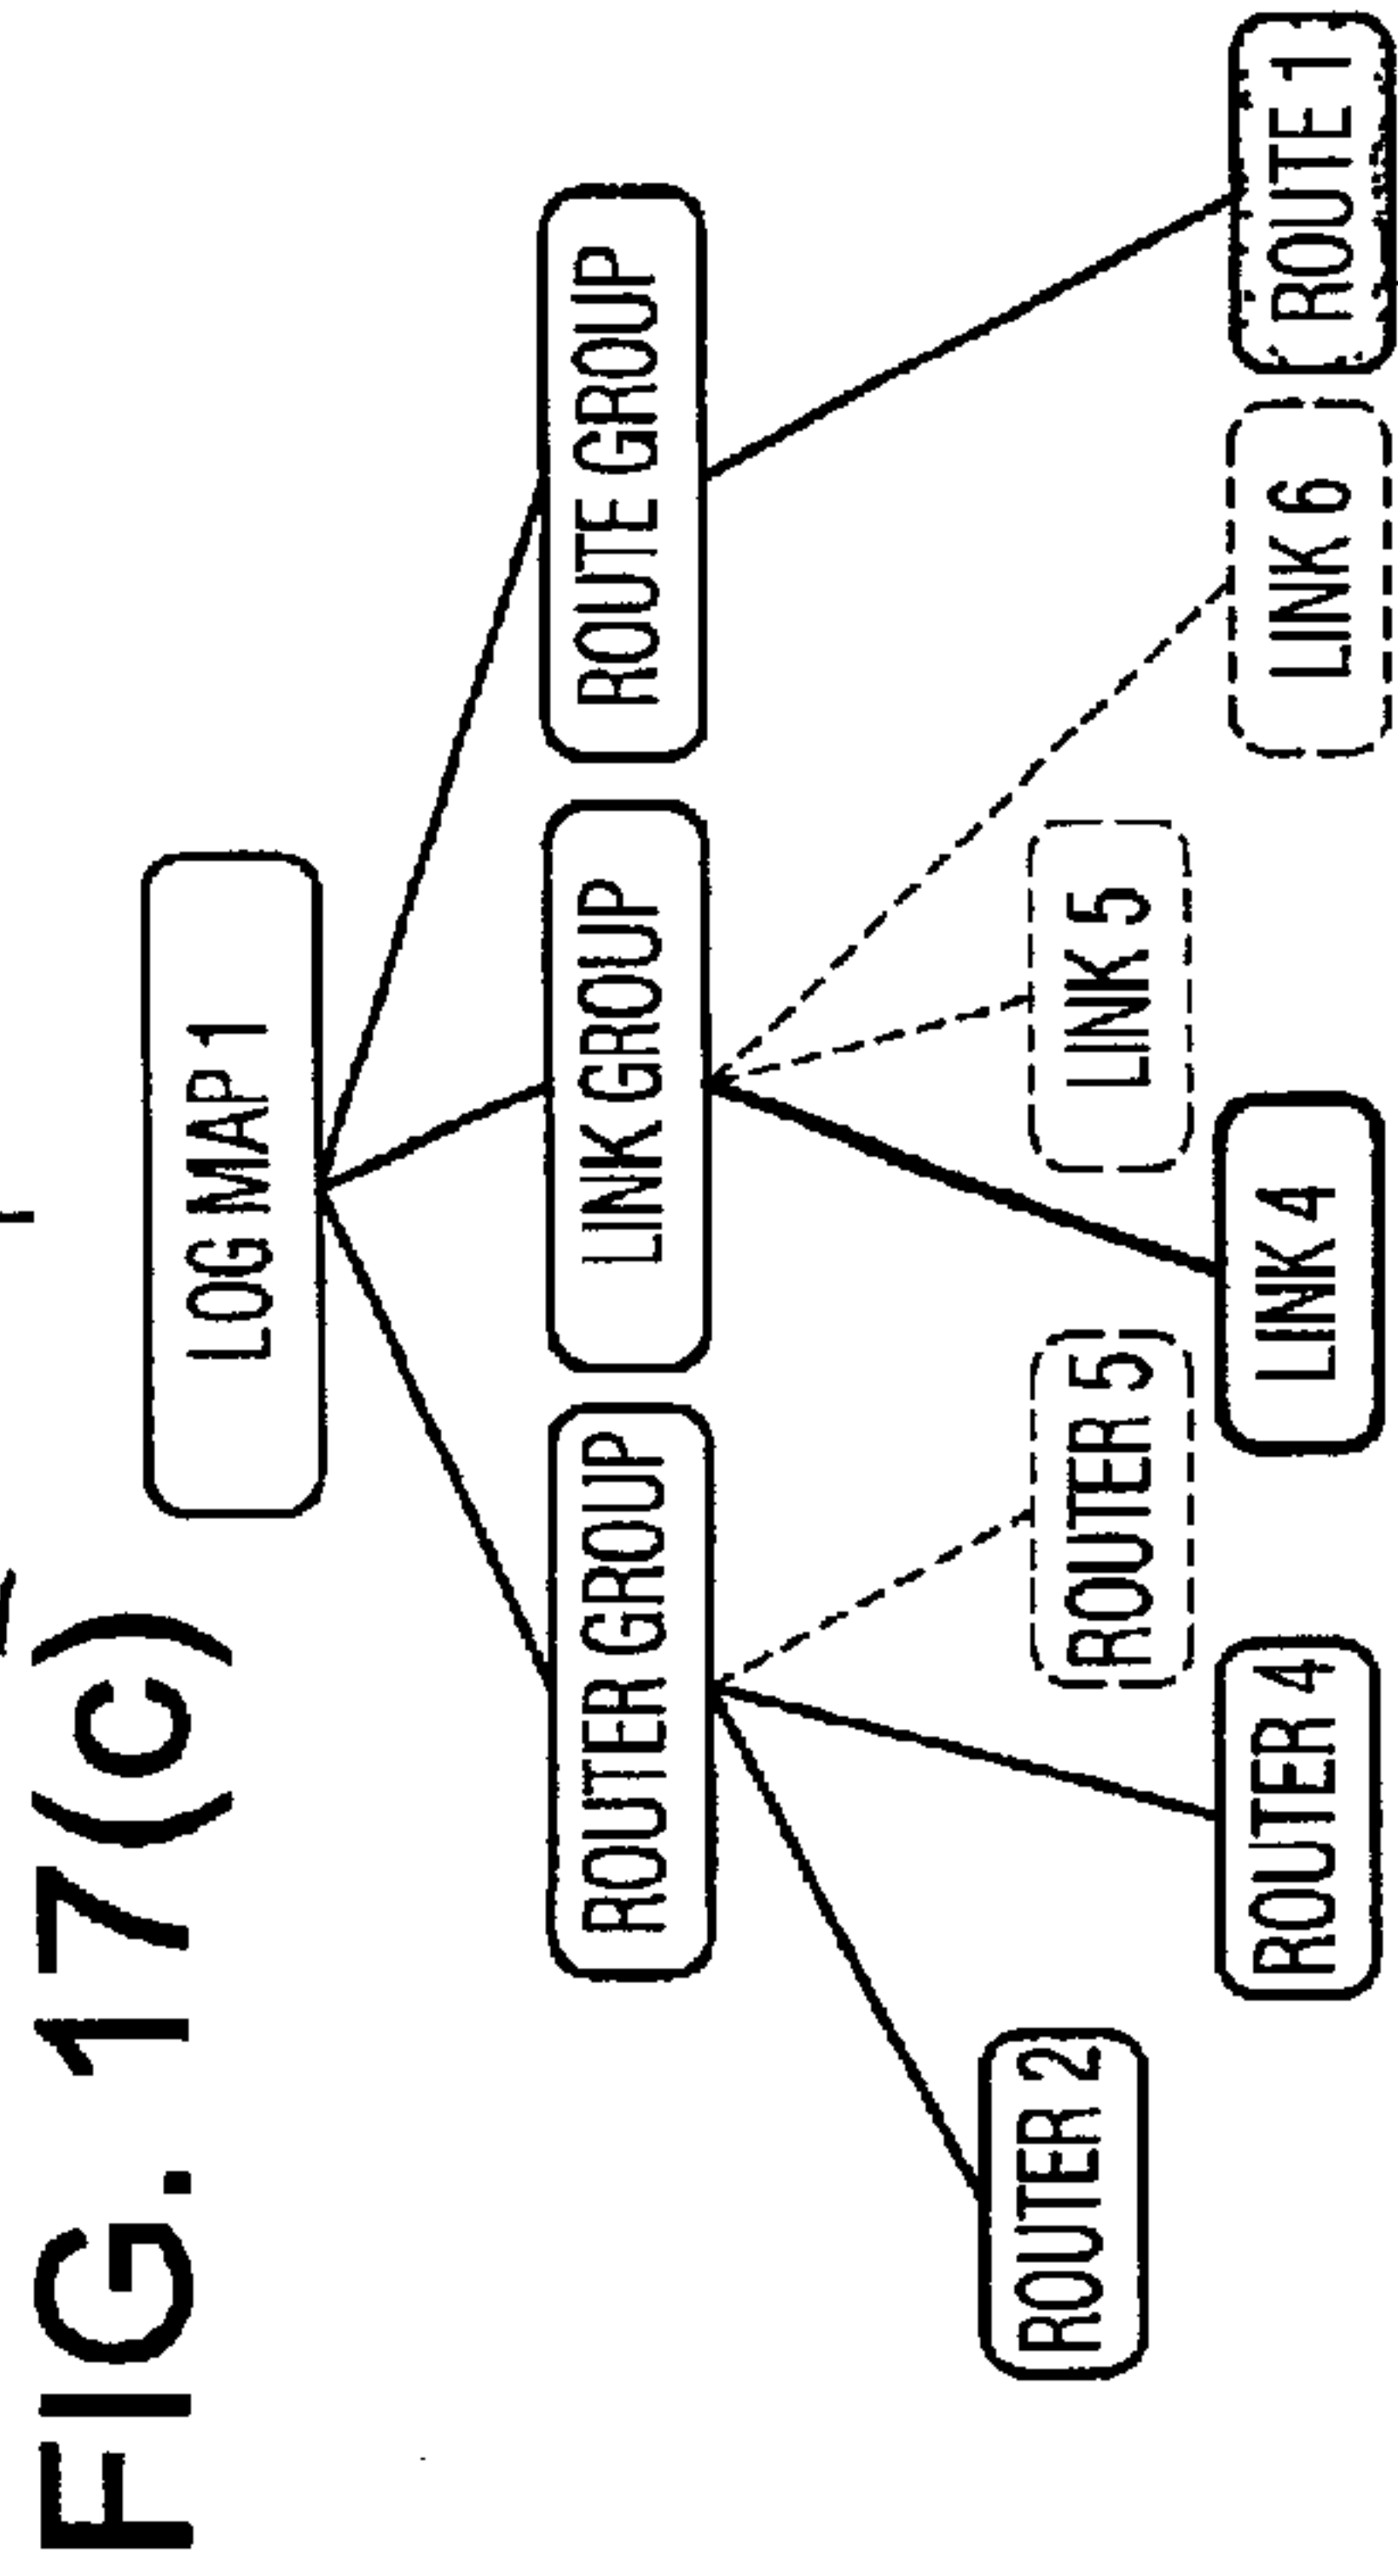 FIG. 17(c)
LOG MAP 1
ROUTER GROUP
LINK GROUP
ROUTE GROUP
ROUTER 2
ROUTER 4
ROUTER 5
LINK 4
LINK 5
LINK 6
ROUTE 1